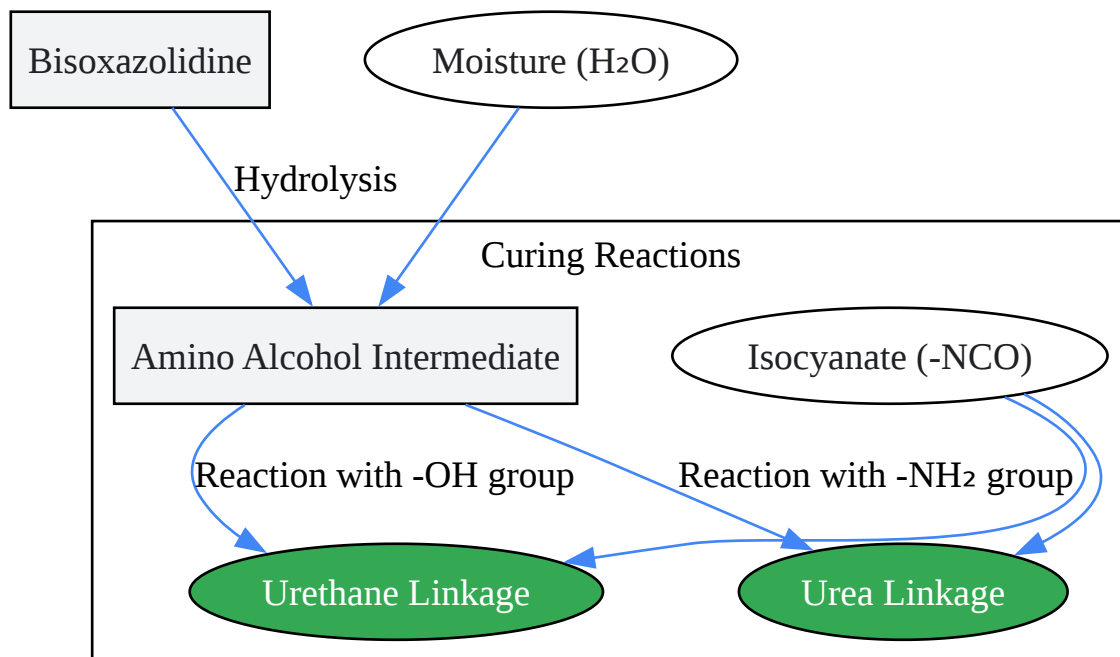 Bisoxazolidine
Moisture (H₂O)
Hydrolysis
Curing Reactions
Amino Alcohol Intermediate
Isocyanate (-NCO)
Reaction with -OH group
Reaction with -NH₂ group
Urethane Linkage
Urea Linkage